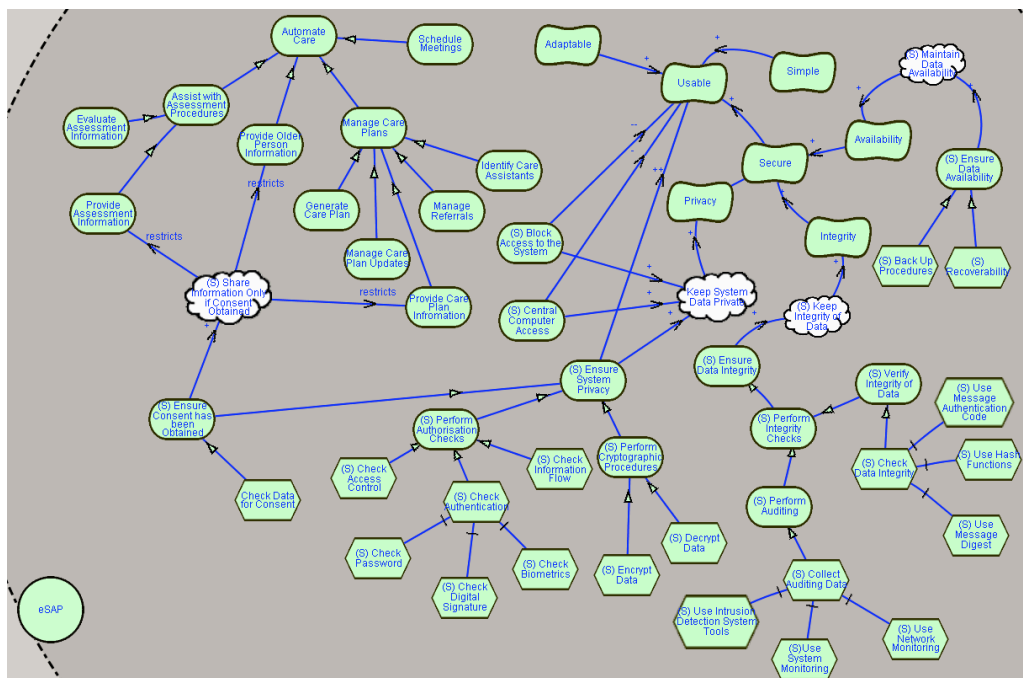 Automate
Care
Schedule
Meetings
Adaptable
+
+
Usable
Simple
(S) Maintain
Data
Availability
+
+
Assist with
Assessment
Procedures
Evaluate
Assessment
Information
Provide Older
Person
Information
Manage Care
Plans
Identify Care
Assistants
--
-
++
+
Secure
+
Availability
(S) Ensure
Data
Availability
restricts
Provide
Assessment
Information
Generate
Care Plan
Manage
Referrals
Privacy
Integrity
restricts
Manage Care
Plan Updates
(S) Block
Access to the
System
+
+
+
(S) Back Up
Procedures
(S)
Recoverability
(S) Share
Information Only
if Consent
Obtained
restricts
Provide Care
Plan Infromation
(S) Central
Computer
Access
+
+
Keep System
Data Private
(S) Keep
Integrity of
Data
+
+
(S) Ensure
System
Privacy
(S) Ensure
Data Integrity
(S) Verify
Integrity of
Data
(S) Use
Message
Authentication
Code
(S) Ensure
Consent has
been
Obtained
(S) Perform
Authorisation
Checks
(S) Perform
Cryptographic
Procedures
(S) Perform
Integrity
Checks
(S) Check
Access
Control
(S) Check
Information
Flow
(S) Check
Data Integrity
(S) Use Hash
Functions
Check Data
for Consent
(S) Check
Authentication
(S) Perform
Auditing
(S) Use
Message
Digest
(S) Check
Password
(S) Check
Digital
Signature
(S) Check
Biometrics
(S) Encrypt
Data
(S) Decrypt
Data
(S) Collect
Auditing Data
eSAP
(S) Use Intrusion
Detection System
Tools
(S)Use
System
Monitoring
(S) Use
Network
Monitoring